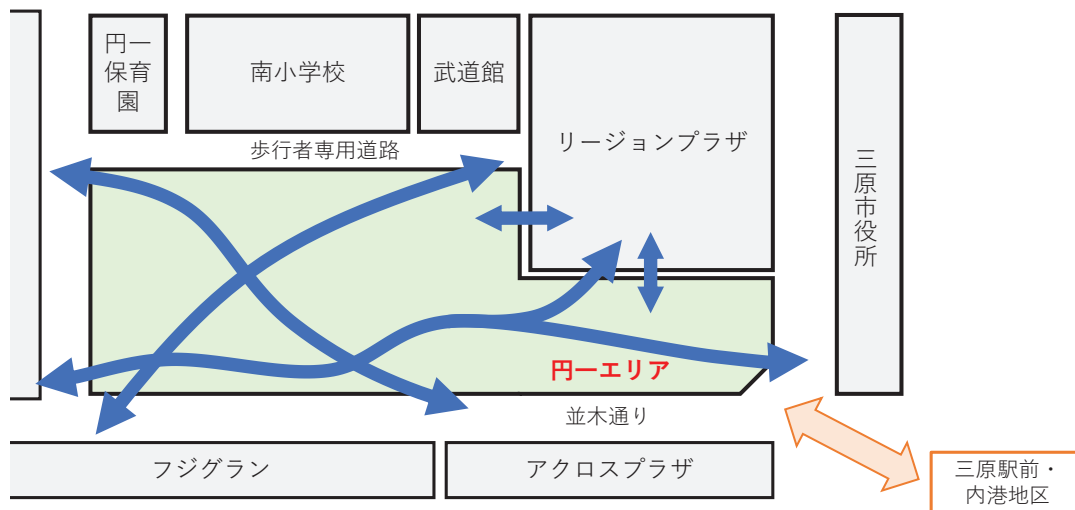 円一
保育
園
南小学校
武道館
リージョンプラザ
歩行者専用道路
三原市役所
円一エリア
並木通り
フジグラン
アクロスプラザ
三原駅前・
内港地区